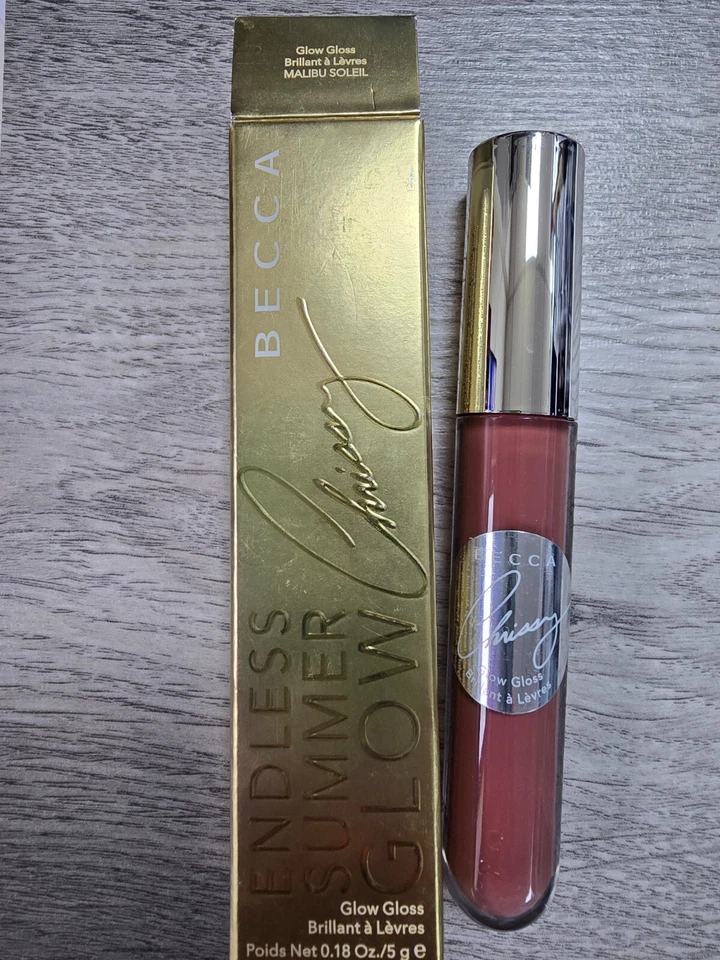 Glow Gloss
Brillant à Lèvres
MALIBU SOLEIL
BECCA
Chrissy
ENDLESS
SUMMER
GLOW
Glow Gloss
Brillant à Lèvres
Poids Net 0.18 Oz./5 g e
BECCA
Chrissy
Glow Gloss
Brillant à Lèvres